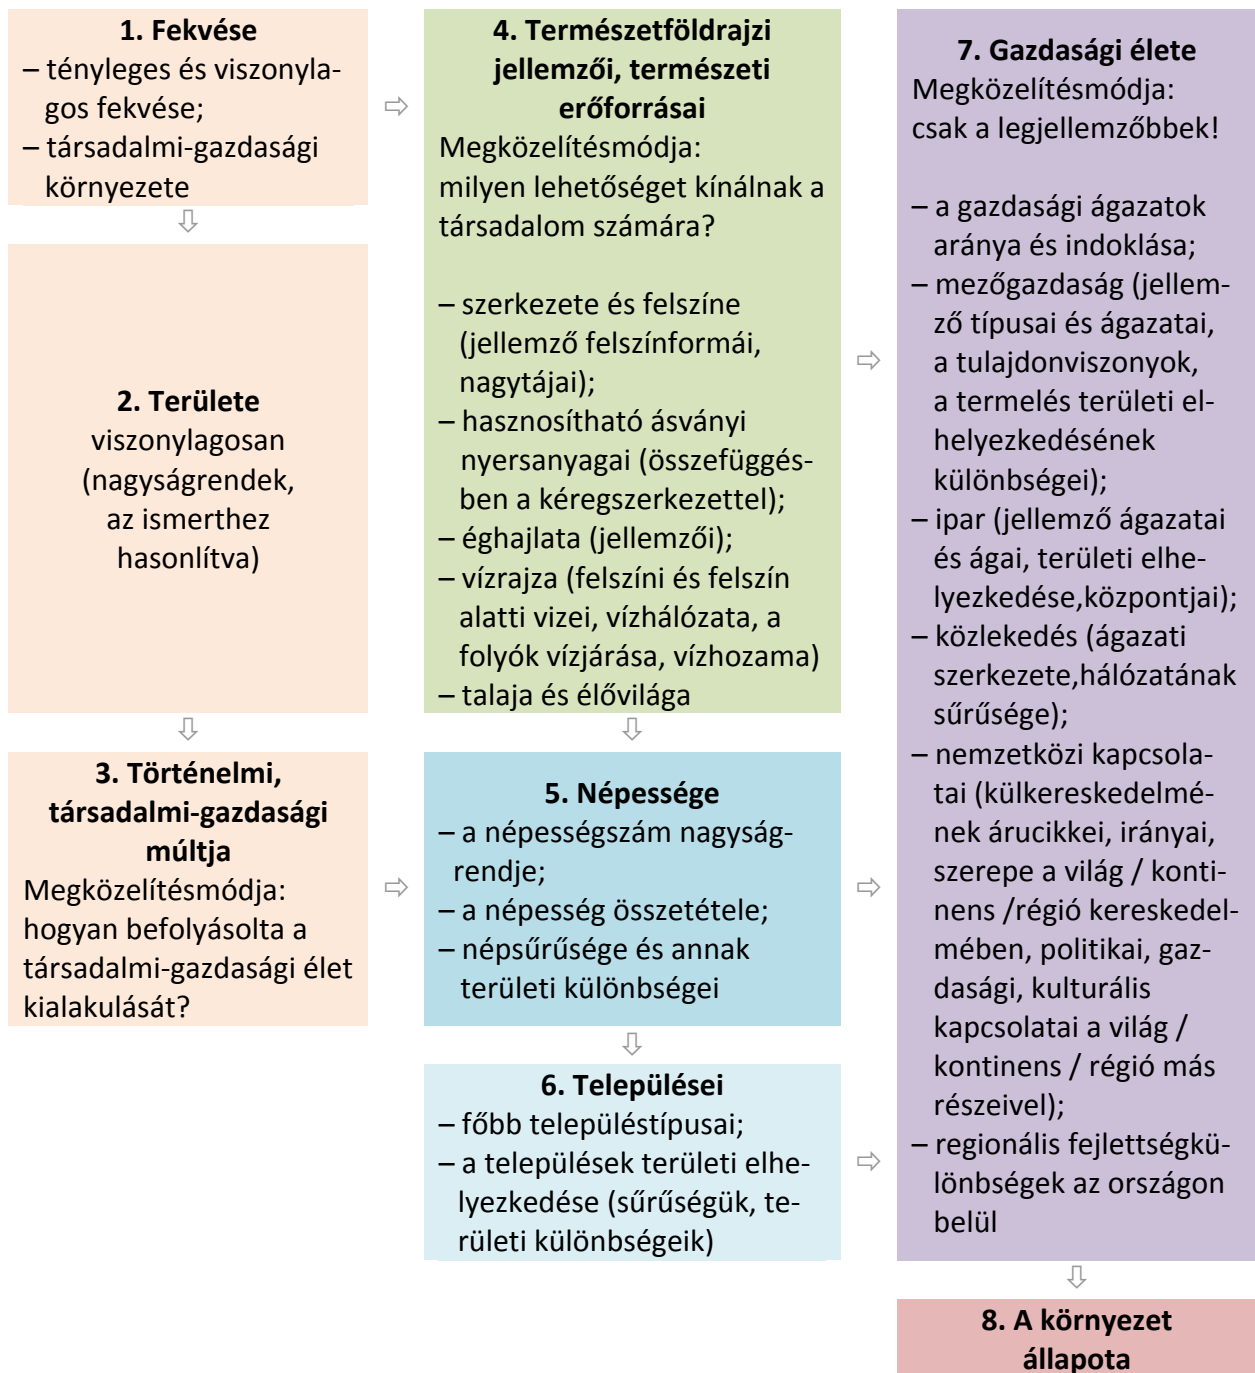 1. Fekvése
– tényleges és viszonyla-
gos fekvése;
– társadalmi-gazdasági
környezete
2. Területe
viszonylagosan
(nagyságrendek,
az ismerthez
hasonlítva)
3. Történelmi,
társadalmi-gazdasági
múltja
Megközelítésmódja:
hogyan befolyásolta a
társadalmi-gazdasági élet
kialakulását?
4. Természetföldrajzi
jellemzői, természeti
erőforrásai
Megközelítésmódja:
milyen lehetőséget kínálnak a
társadalom számára?
– szerkezete és felszíne
(jellemző felszínformái,
nagytájai);
– hasznosítható ásványi
nyersanyagai (összefüggés-
ben a kéregszerkezettel);
– éghajlata (jellemzői);
– vízrajza (felszíni és felszín
alatti vizei, vízhálózata, a
folyók vízjárása, vízhozama)
– talaja és élővilága
5. Népessége
– a népességszám nagyság-
rendje;
– a népesség összetétele;
– népsűrűsége és annak
területi különbségei
6. Települései
– főbb településtípusai;
– a települések területi elhe-
lyezkedése (sűrűségük, te-
rületi különbségeik)
7. Gazdasági élete
Megközelítésmódja:
csak a legjellemzőbbek!
– a gazdasági ágazatok
aránya és indoklása;
– mezőgazdaság (jellem-
ző típusai és ágazatai,
a tulajdonviszonyok,
a termelés területi el-
helyezkedésének
különbségei);
– ipar (jellemző ágazatai
és ágai, területi elhe-
lyezkedése,központjai);
– közlekedés (ágazati
szerkezete,hálózatának
sűrűsége);
– nemzetközi kapcsola-
tai (külkereskedelmé-
nek árucikkei, irányai,
szerepe a világ / konti-
nens /régió kereskedel-
mében, politikai, gaz-
dasági, kulturális
kapcsolatai a világ /
kontinens / régió más
részeivel);
– regionális fejlettségkü-
lönbségek az országon
belül
8. A környezet
állapota